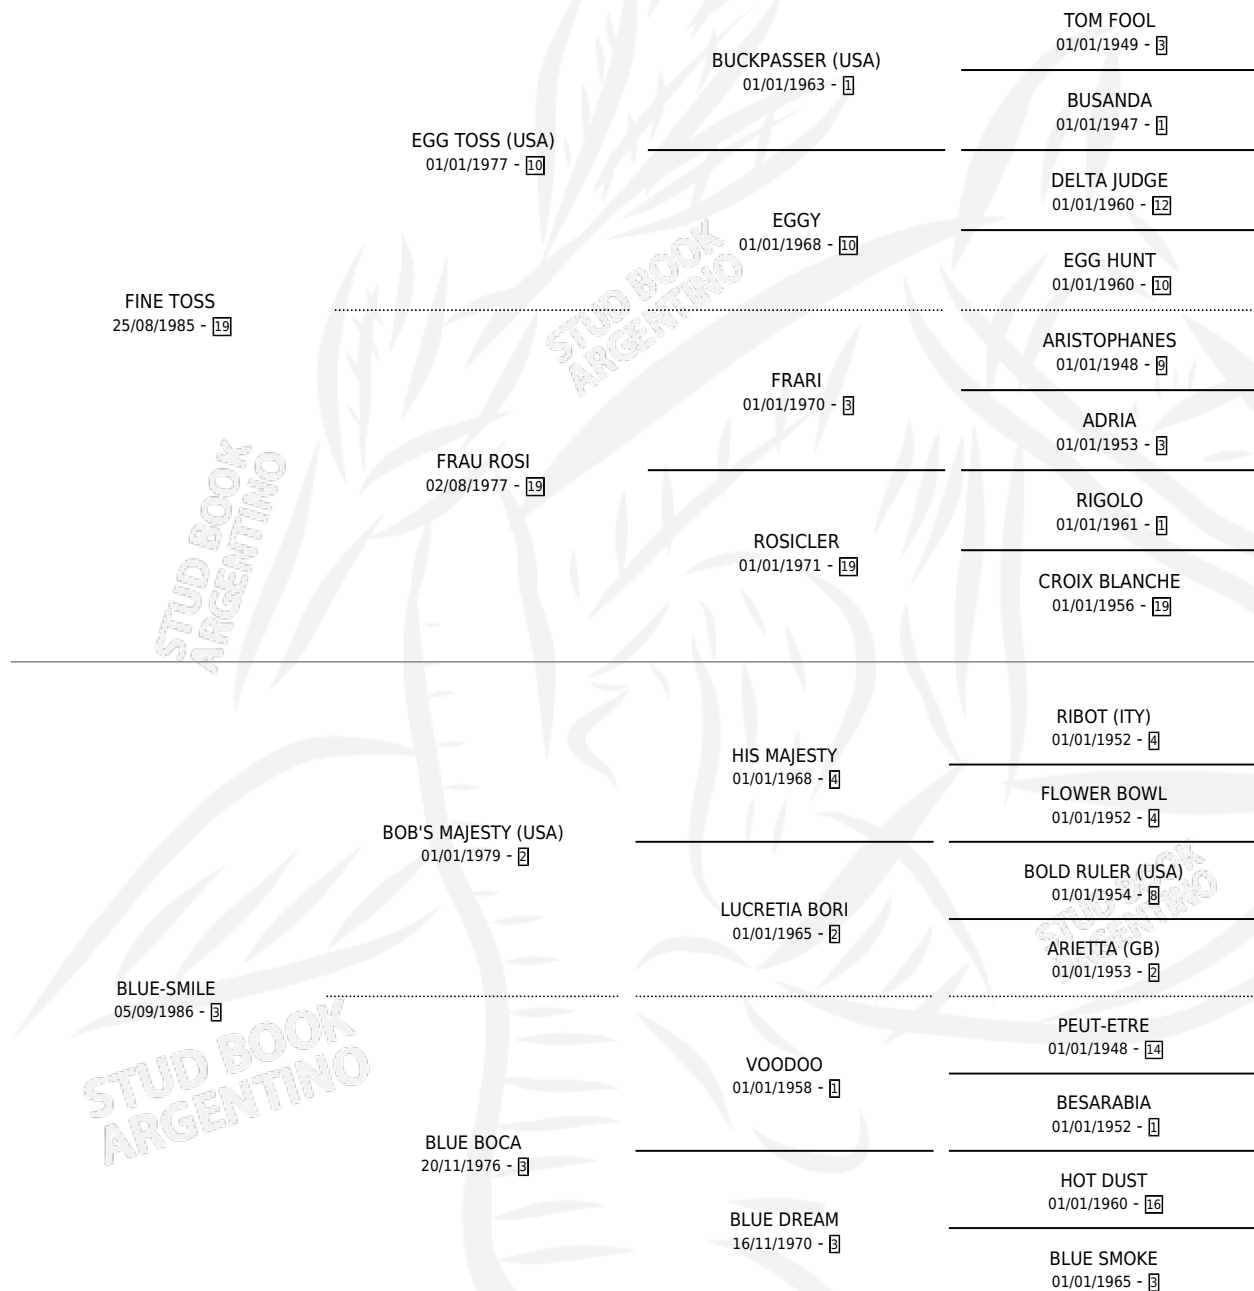 TOM FOOL
01/01/1949 - 3
BUCKPASSER (USA)
01/01/1963 - 1
BUSANDA
01/01/1947 - 1
EGG TOSS (USA)
01/01/1977 - 10
DELTA JUDGE
01/01/1960 - 12
EGGY
01/01/1968 - 10
EGG HUNT
01/01/1960 - 10
FINE TOSS
25/08/1985 - 19
STUD BOOK
ARGENTINO
ARISTOPHANES
01/01/1948 - 9
FRARI
01/01/1970 - 3
ADRIA
01/01/1953 - 3
FRAU ROSI
02/08/1977 - 19
RIGOLO
01/01/1961 - 1
ROSICLER
01/01/1971 - 19
CROIX BLANCHE
01/01/1956 - 19
STUD BOOK
ARGENTINO
RIBOT (ITY)
01/01/1952 - 4
HIS MAJESTY
01/01/1968 - 4
FLOWER BOWL
01/01/1952 - 4
BOB'S MAJESTY (USA)
01/01/1979 - 2
BOLD RULER (USA)
01/01/1954 - 8
LUCRETIA BORI
01/01/1965 - 2
ARIETTA (GB)
01/01/1953 - 2
STUD BOOK
ARGENTINO
BLUE-SMILE
05/09/1986 - 3
PEUT-ETRE
01/01/1948 - 14
VOODOO
01/01/1958 - 1
BESARABIA
01/01/1952 - 1
STUD BOOK
ARGENTINO
BLUE BOCA
20/11/1976 - 3
HOT DUST
01/01/1960 - 16
BLUE DREAM
16/11/1970 - 3
BLUE SMOKE
01/01/1965 - 3